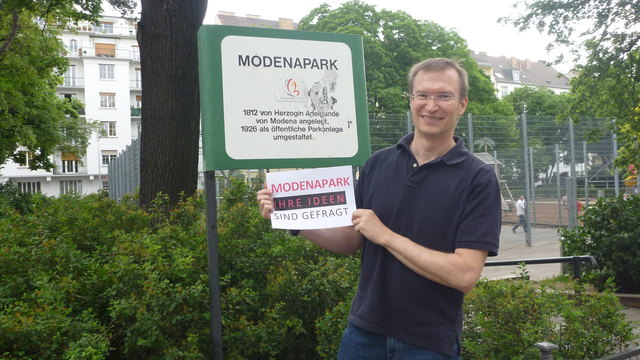 MODENAPARK
1812 von Herzogin Adelgunde
von Modena angelegt,
1926 als öffentliche Parkanlage
umgestaltet.
MODENAPARK
IHRE IDEEN
SIND GEFRAGT